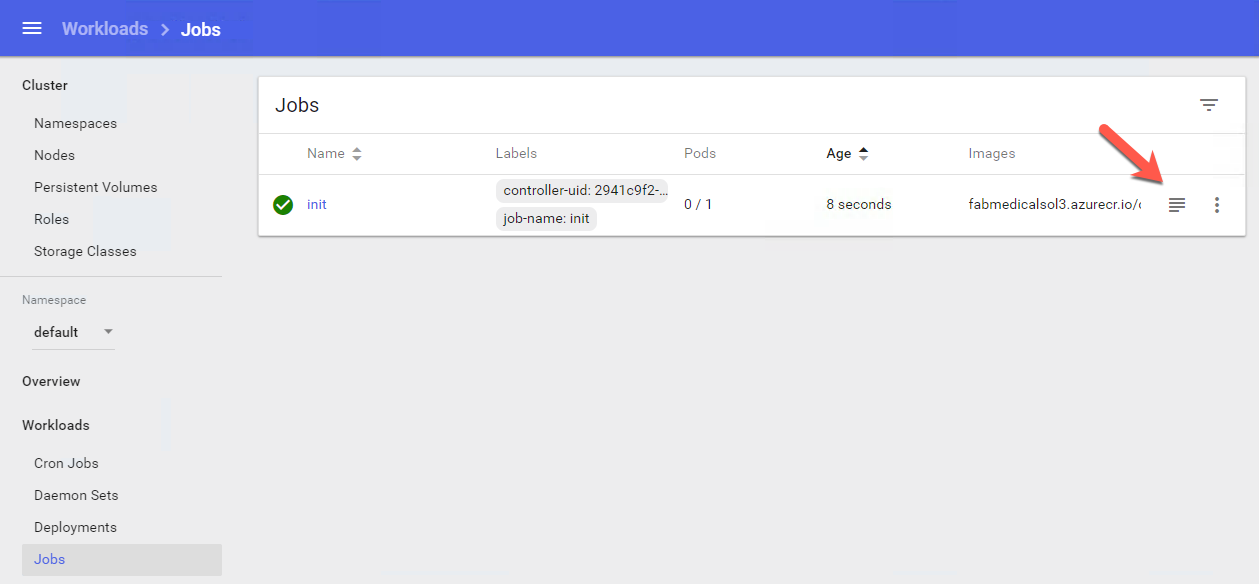 Workloads > Jobs
Cluster
Namespaces
Nodes
Persistent Volumes
Roles
Storage Classes
Namespace
default
Overview
Workloads
Cron Jobs
Daemon Sets
Deployments
Jobs
Jobs
Name Labels Pods Age Images
init
controller-uid: 2941c9f2-...
job-name: init
0 / 1
8 seconds
fabmedicalsol3.azurecr.io/